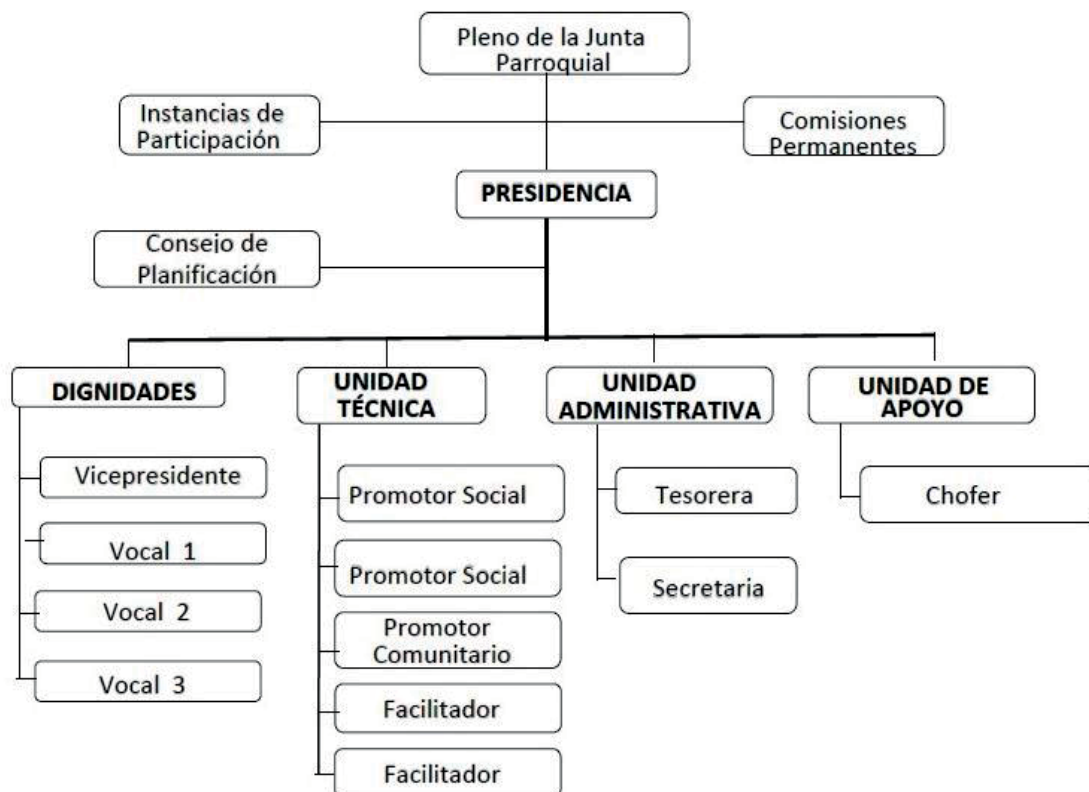 Pleno de la Junta
Parroquial
Instancias de
Participación
Comisiones
Permanentes
PRESIDENCIA
Consejo de
Planificación
DIGNIDADES
Vicepresidente
Vocal 1
Vocal 2
Vocal 3
UNIDAD
TÉCNICA
Promotor Social
Promotor Social
Promotor
Comunitario
Facilitador
Facilitador
UNIDAD
ADMINISTRATIVA
Tesorera
Secretaria
UNIDAD DE
APOYO
Chofer